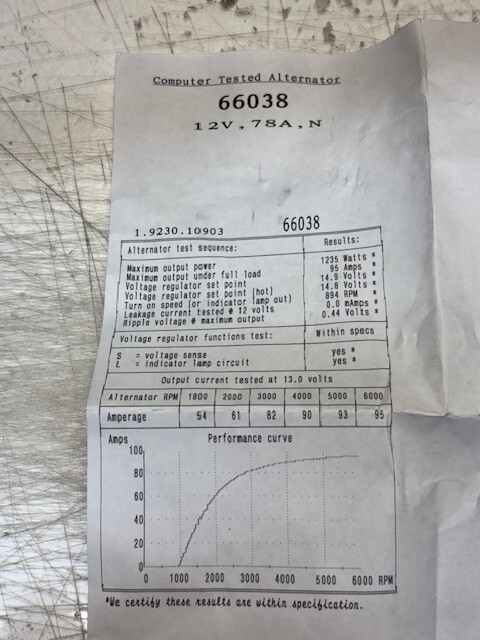 Computer Tested Alternator
66038
12V, 78A, N
1.9230.10903 66038
Alternator test sequence: Results:
Maximum output power 1235 Watts *
Maximum output under full load 95 Amps *
Voltage regulator set point 14.9 Volts *
Voltage regulator set point (hot) 14.8 Volts *
Turn on speed (or indicator lamp out) 894 RPM *
Leakage current tested @ 12 volts 0.0 mAmps *
Ripple voltage @ maximum output 0.44 Volts *
Voltage regulator functions test: Within specs
S = voltage sense yes *
L = indicator lamp circuit yes *
Output current tested at 13.0 volts
Alternator RPM 1800 2000 3000 4000 5000 6000
Amperage 54 61 82 90 93 95
Amps Performance curve
100
80
60
40
20
0
0 1000 2000 3000 4000 5000 6000 RPM
*We certify these results are within specification.